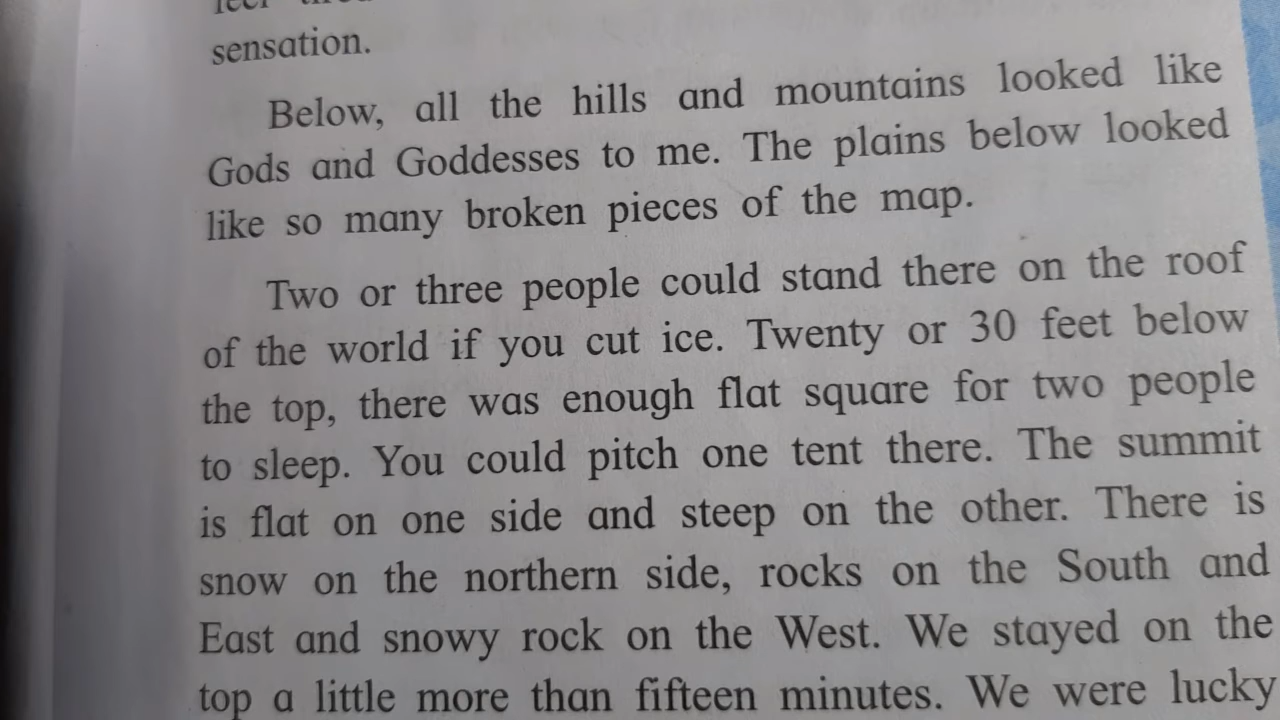 sensation.
Below, all the hills and mountains looked like
Gods and Goddesses to me. The plains below looked
like so many broken pieces of the map.
Two or three people could stand there on the roof
of the world if you cut ice. Twenty or 30 feet below
the top, there was enough flat square for two people
to sleep. You could pitch one tent there. The summit
is flat on one side and steep on the other. There is
snow on the northern side, rocks on the South and
East and snowy rock on the West. We stayed on the
top a little more than fifteen minutes. We were lucky